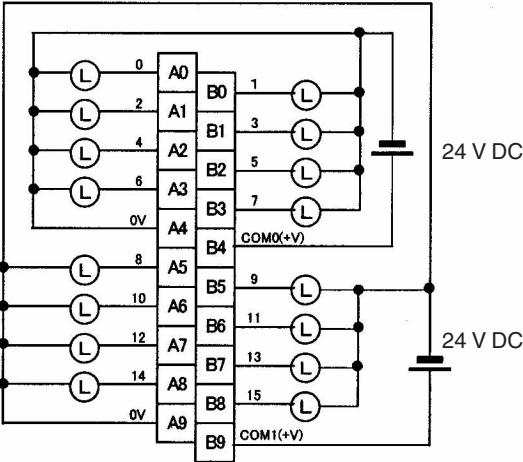 0 L A0
B0 1 L
2 L A1
B1 3 L
4 L A2
B2 5 L
24 V DC
6 L A3
B3 7 L
0V A4
B4 COM0(+V)
8 L A5
B5 9 L
10 L A6
B6 11 L
24 V DC
12 L A7
B7 13 L
14 L A8
B8 15 L
0V A9
B9 COM1(+V)